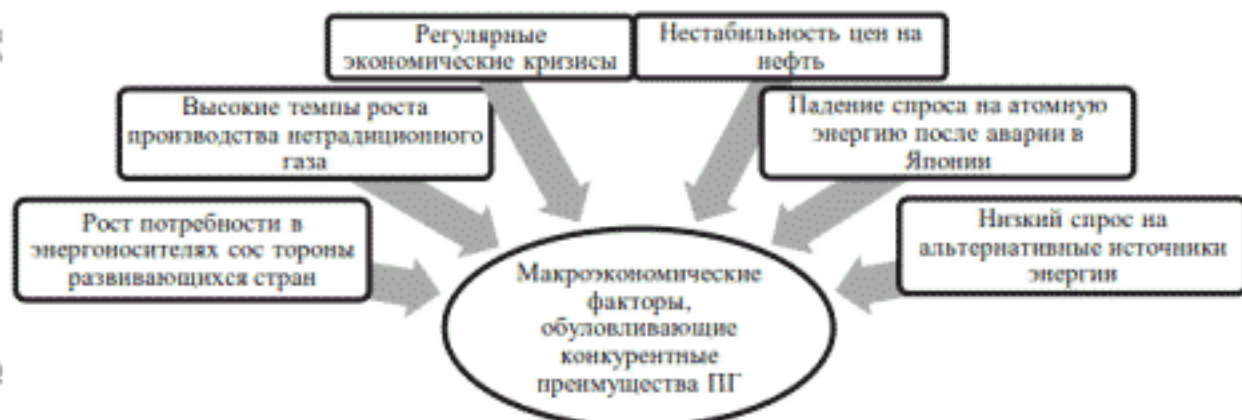 Регулярные
экономические кризисы
Нестабильность цен на
нефть
Высокие темпы роста
производства нетрадиционного
газа
Падение спроса на атомную
энергию после аварии в
Японии
Рост потребности в
энергоносителях сос тороны
развивающихся стран
Низкий спрос на
альтернативные источники
энергии
Макроэкономические
факторы,
обуловливающие
конкурентные
преимущества ПГ